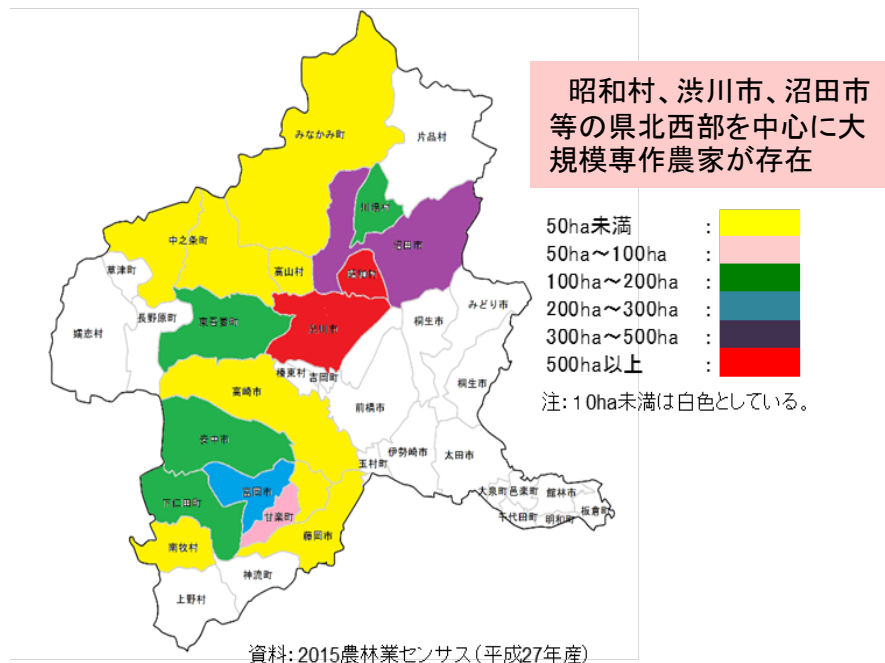 昭和村、渋川市、沼田市
等の県北西部を中心に大
規模専作農家が存在
みなかみ町
片品村
川場村
沼田市
中之条町
高山村
昭和村
草津町
長野原町
東吾妻町
渋川市
嬬恋村
桐生市
みどり市
榛東村
吉岡町
高崎市
前橋市
桐生市
安中市
伊勢崎市
太田市
玉村町
富岡市
大泉町
邑楽町
館林市
板倉町
下仁田町
甘楽町
千代田町
明和町
藤岡市
南牧村
神流町
上野村
50ha未満 :
50ha～100ha :
100ha～200ha :
200ha～300ha :
300ha～500ha :
500ha以上 :
注：10ha未満は白色としている。
資料：2015農林業センサス（平成27年産）